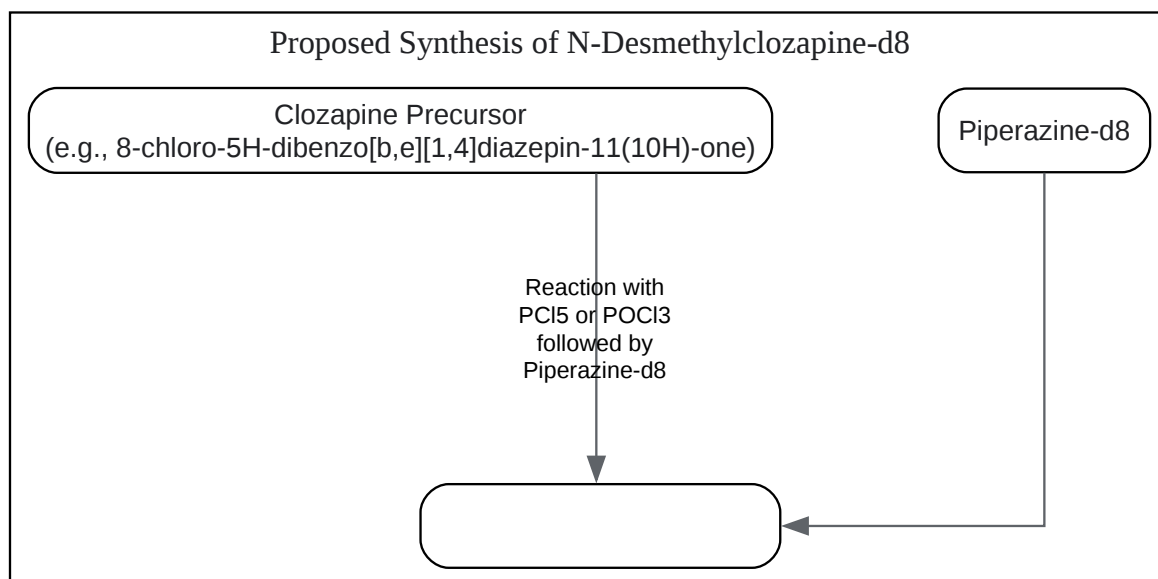 Proposed Synthesis of N-Desmethylclozapine-d8
Clozapine Precursor
(e.g., 8-chloro-5H-dibenzo[b,e][1,4]diazepin-11(10H)-one)
Piperazine-d8
Reaction with
PCl5 or POCl3
followed by
Piperazine-d8